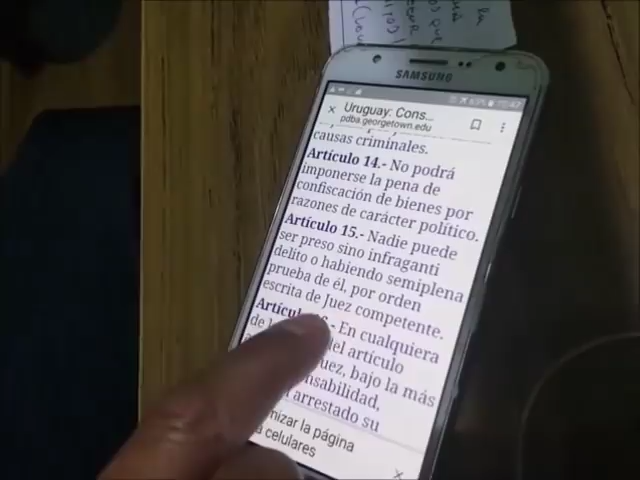 la
SAMSUNG
Uruguay: Cons...
pdba.georgetown.edu
causas criminales.
Artículo 14.- No podrá
imponerse la pena de
confiscación de bienes por
razones de carácter político.
Artículo 15.- Nadie puede
ser preso sino infraganti
delito o habiendo semiplena
prueba de él, por orden
escrita de Juez competente.
En cualquiera
del artículo
bajo la más
arrestado su
la página
celulares